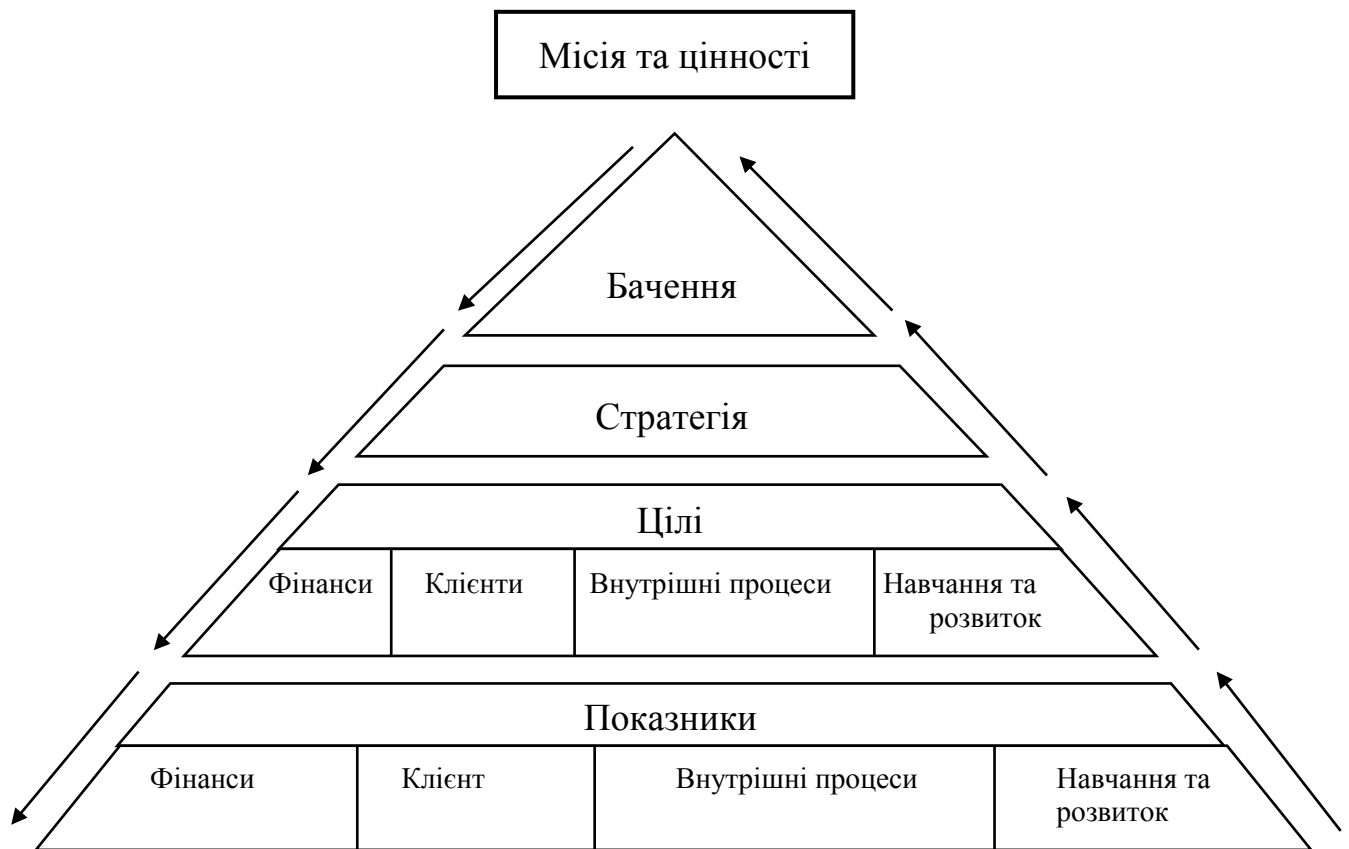 Місія та цінності
Бачення
Стратегія
Цілі
Фінанси
Клієнти
Внутрішні процеси
Навчання та
розвиток
Показники
Фінанси
Клієнт
Внутрішні процеси
Навчання та
розвиток